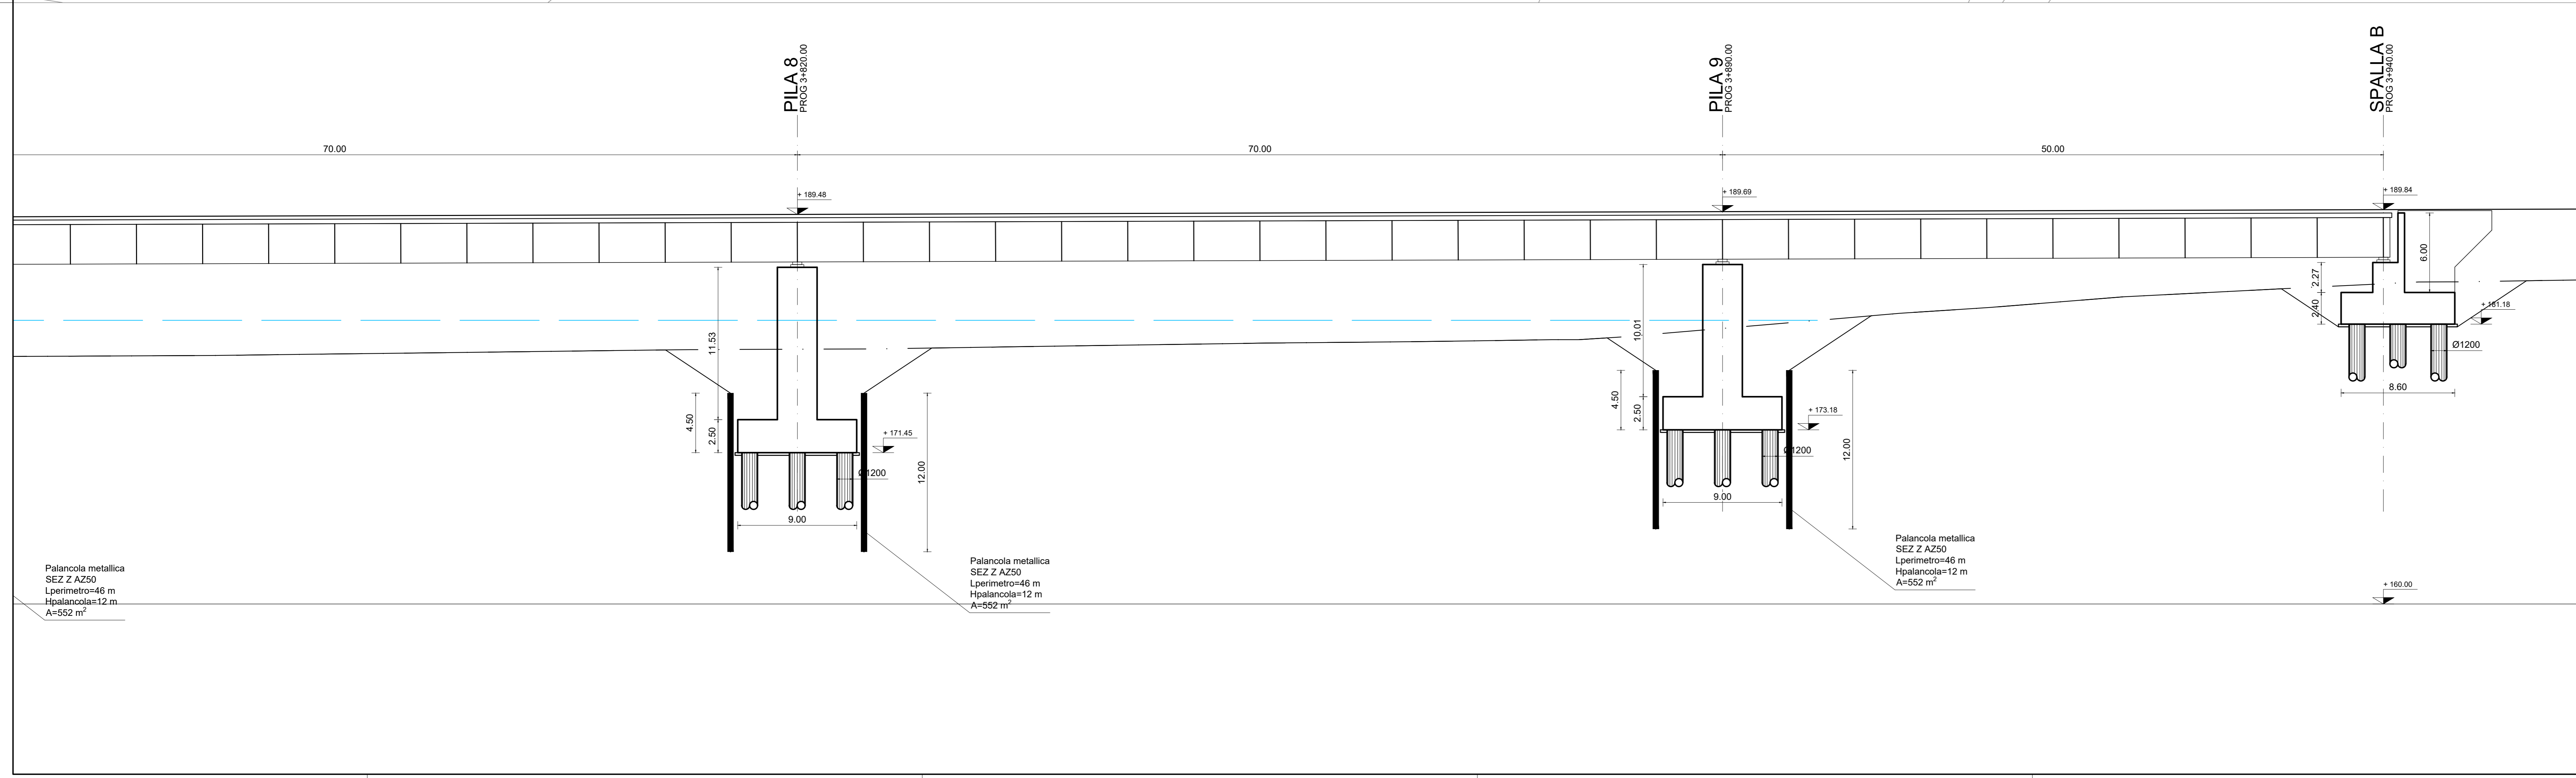 PILA 8
PROG 3+820.00
PILA 9
PROG 3+890.00
SPALLA B
PROG 3+940.00
70.00
70.00
50.00
+ 189.48
+ 189.69
+ 189.84
6.00
2.27
2.40
+ 181.18
Ø1200
8.60
11.53
4.50
2.50
+ 171.45
Ø1200
12.00
9.00
10.01
4.50
2.50
+ 173.18
Ø1200
12.00
9.00
Palancola metallica
SEZ Z AZ50
Lperimetro=46 m
Hpalancola=12 m
A=552 m²
Palancola metallica
SEZ Z AZ50
Lperimetro=46 m
Hpalancola=12 m
A=552 m²
Palancola metallica
SEZ Z AZ50
Lperimetro=46 m
Hpalancola=12 m
A=552 m²
+ 160.00